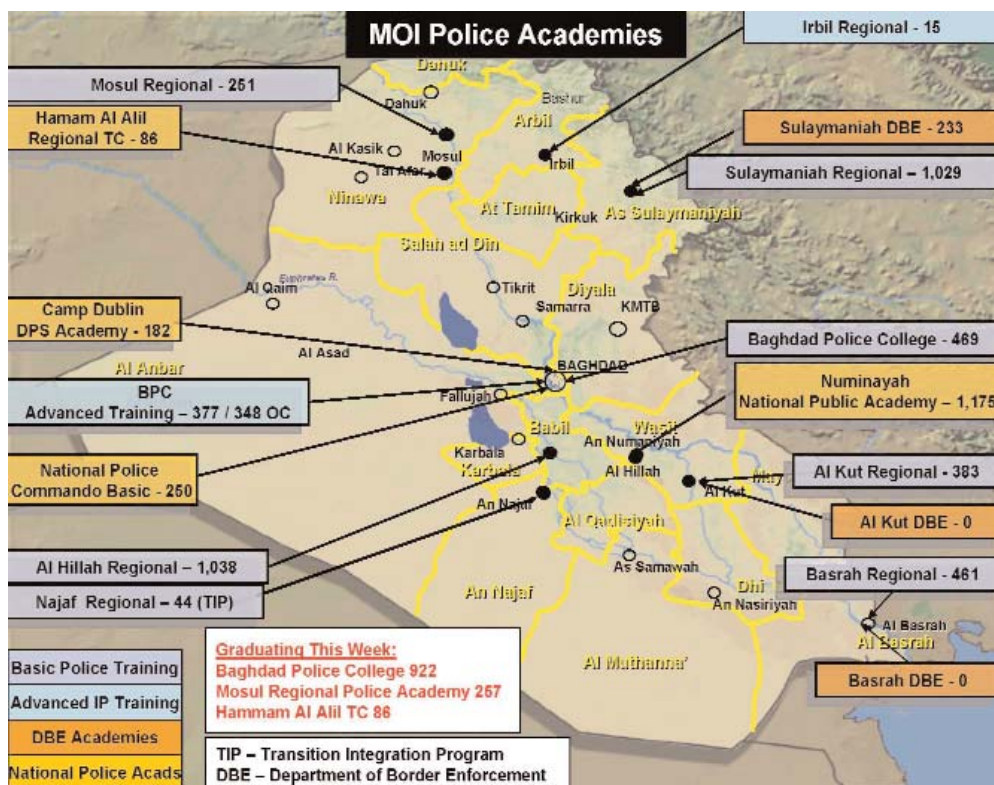 MOI Police Academies
Irbil Regional - 15
Mosul Regional - 251
Hamam Al Alil
Regional TC - 86
Sulaymaniah DBE - 233
Sulaymaniah Regional – 1,029
Camp Dublin
DPS Academy - 182
BPC
Advanced Training – 377 / 348 OC
National Police
Commando Basic - 250
Al Hillah Regional – 1,038
Najaf Regional – 44 (TIP)
Baghdad Police College - 469
Numinayah
National Public Academy – 1,175
Al Kut Regional - 383
Al Kut DBE - 0
Basrah Regional - 461
Basrah DBE - 0
Dahuk
Dahuk
Bashur
Arbil
Al Kasik
Mosul
Tal Afar
Irbil
Ninawa
At Tamim
Kirkuk
As Sulaymaniyah
Salah ad Din
Euphrates R.
Al Qaim
Tikrit
Samarra
Diyala
KMTB
Al Asad
Al Anbar
BAGHDAD
Fallujah
Babil
Wasit
Karbala
Karbala
An Numaniyah
Al Hillah
Al Kut
May
An Najaf
Al Qadisiyah
As Samawah
An Najaf
Dhi
An Nasiriyah
Al Muthanna'
Al Basrah
Al Basrah
Graduating This Week:
Baghdad Police College 922
Mosul Regional Police Academy 257
Hammam Al Alil TC 86
Basic Police Training
Advanced IP Training
DBE Academies
National Police Acads
TIP – Transition Integration Program
DBE – Department of Border Enforcement